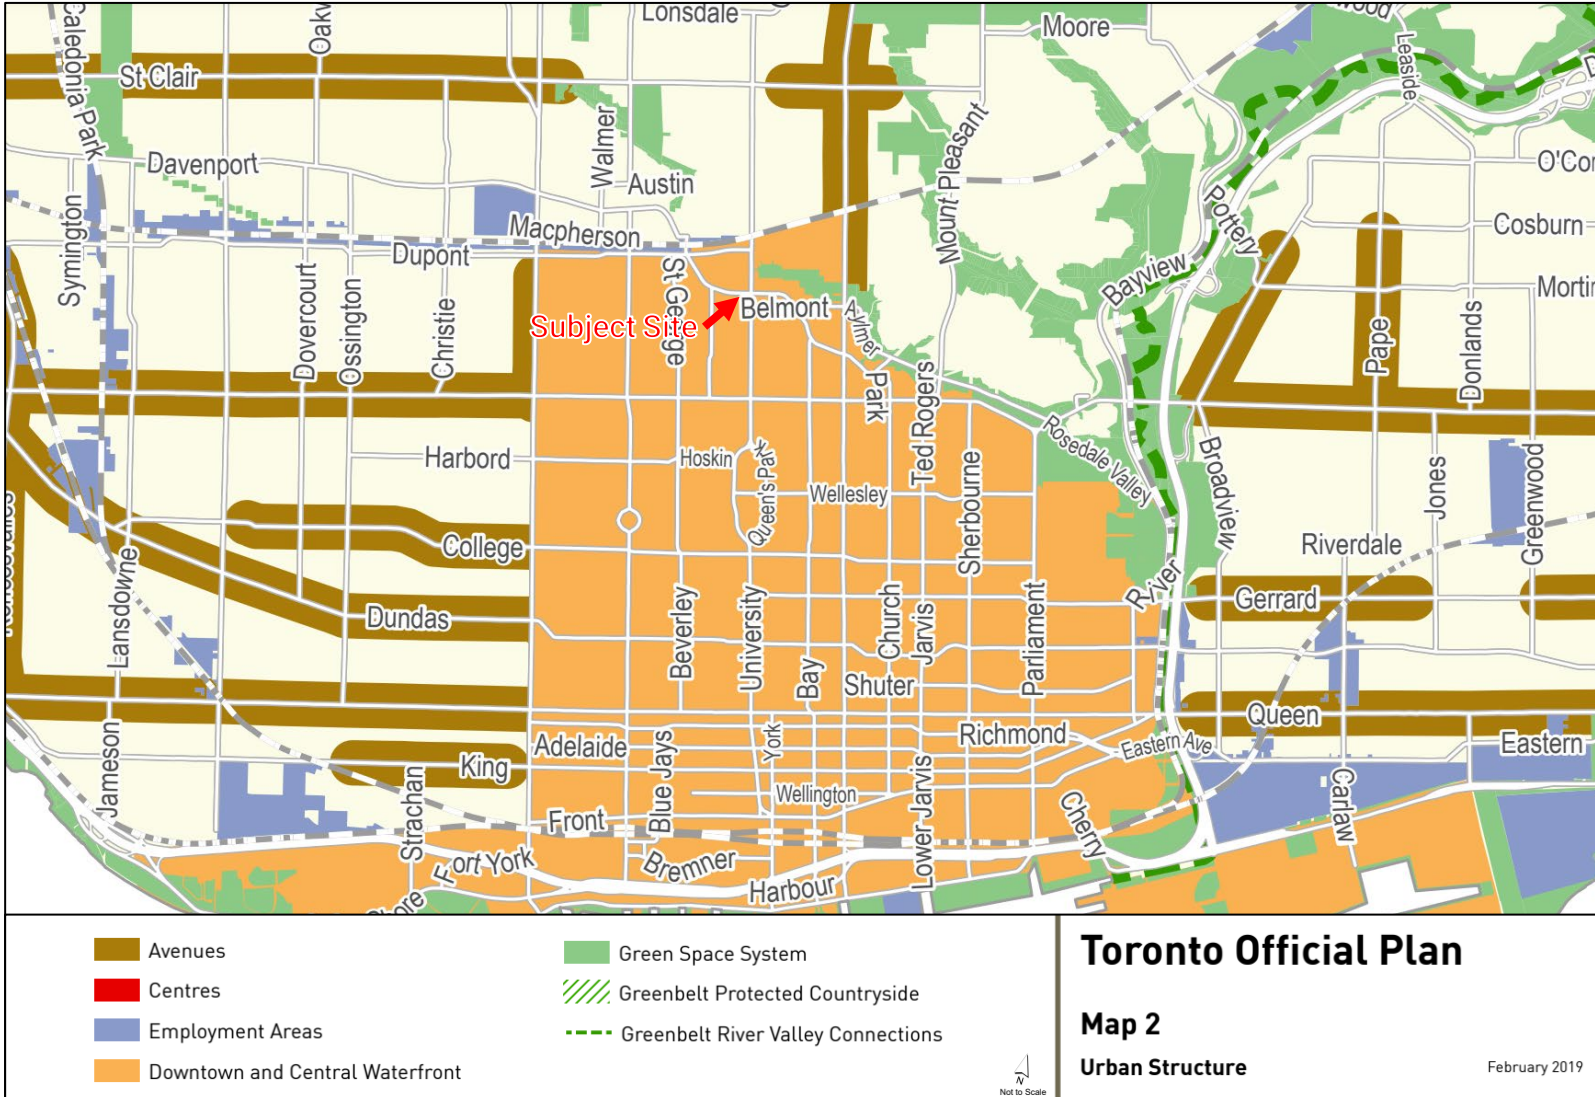 Lonsdale
Moore
Leaside
Oakw
Caledonia Park
St Clair
Walmer
Mount Pleasant
Davenport
Austin
O'Cor
Symington
Macpherson
Pottery
Cosburn
Dupont
St George
Bayview
Dovercourt
Ossington
Christie
Belmont
Aylmer
Mortin
Subject Site
Park
Ted Rogers
Pape
Donlands
Harbord
Hoskin
Queen's Park
Wellesley
Rosedale Valley
Broadview
Jones
Greenwood
College
Sherbourne
Riverdale
Lansdowne
Dundas
Beverley
University
Bay
Church
Jarvis
Parliament
River
Gerrard
Shuter
Jameson
King
Adelaide
Blue Jays
York
Richmond
Eastern Ave
Queen
Eastern
Strachan
Front
Wellington
Lower Jarvis
Cherry
Carlaw
Fort York
Bremner
Harbour
Shore
Avenues
Centres
Employment Areas
Downtown and Central Waterfront
Green Space System
Greenbelt Protected Countryside
Greenbelt River Valley Connections
N
Not to Scale
Toronto Official Plan
Map 2
Urban Structure
February 2019